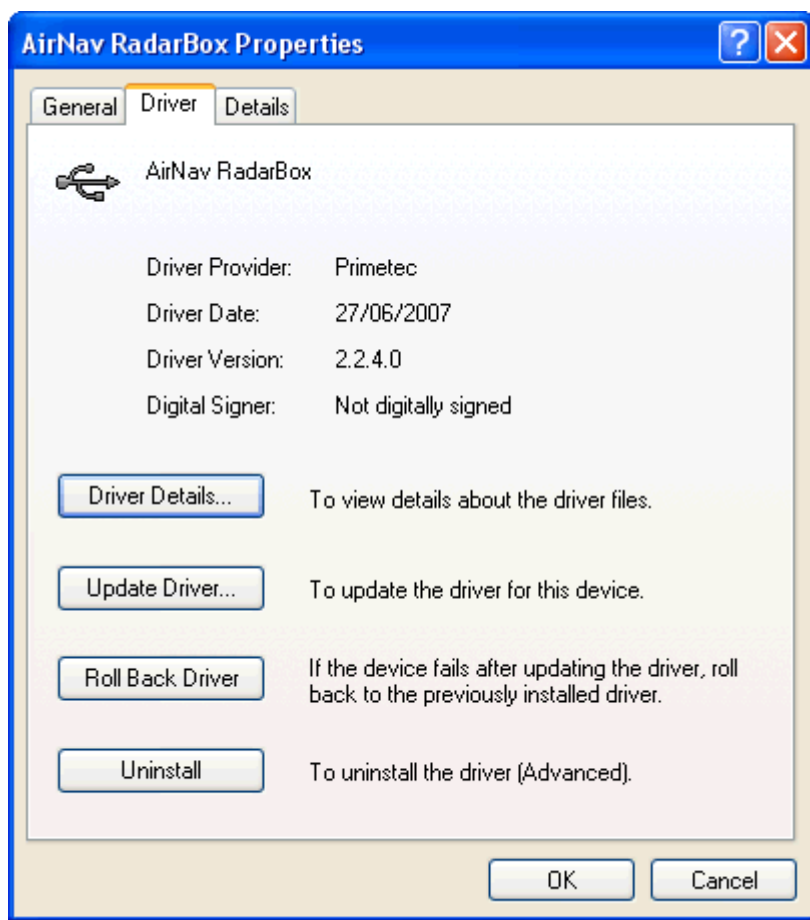 AirNav RadarBox Properties
General Driver Details
AirNav RadarBox
Driver Provider: Primetec
Driver Date: 27/06/2007
Driver Version: 2.2.4.0
Digital Signer: Not digitally signed
Driver Details... To view details about the driver files.
Update Driver... To update the driver for this device.
Roll Back Driver If the device fails after updating the driver, roll
back to the previously installed driver.
Uninstall To uninstall the driver (Advanced).
OK Cancel